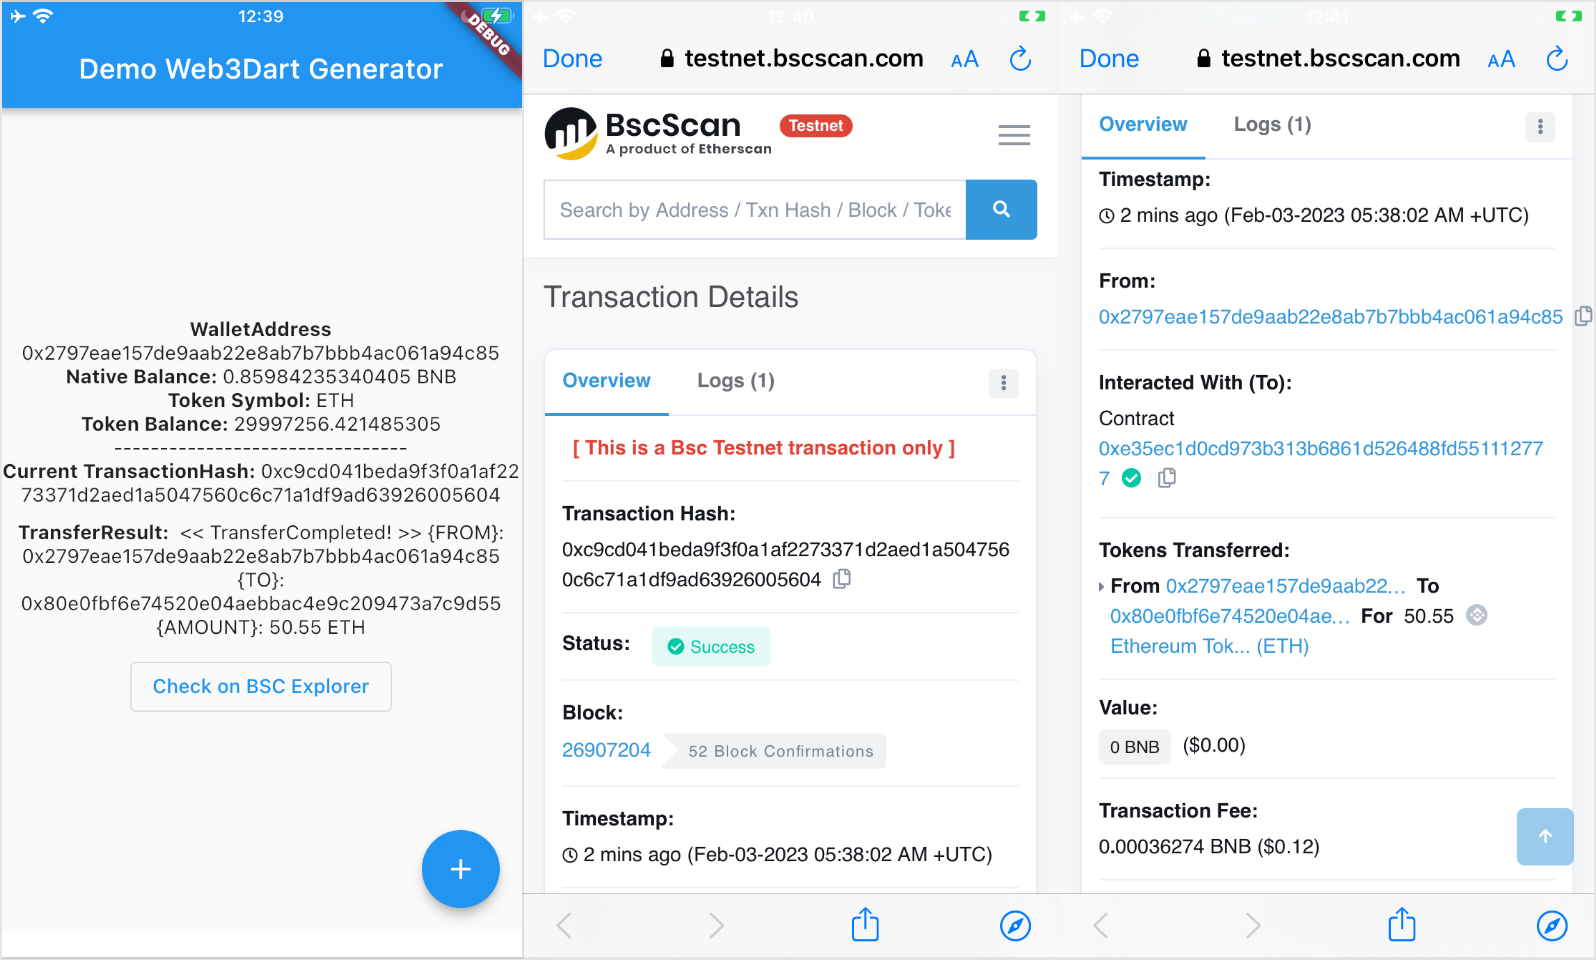 12:39
DEBUG
Demo Web3Dart Generator
WalletAddress
0x2797eae157de9aab22e8ab7b7bbb4ac061a94c85
Native Balance: 0.85984235340405 BNB
Token Symbol: ETH
Token Balance: 29997256.421485305
--------------------------------
Current TransactionHash: 0xc9cd041beda9f3f0a1af22
73371d2aed1a5047560c6c71a1df9ad63926005604
TransferResult: << TransferCompleted! >> {FROM}:
0x2797eae157de9aab22e8ab7b7bbb4ac061a94c85
{TO}:
0x80e0fbf6e74520e04aebbac4e9c209473a7c9d55
{AMOUNT}: 50.55 ETH
Check on BSC Explorer
+
12:40
Done
testnet.bscscan.com
AA
BscScan
Testnet
A product of Etherscan
Search by Address / Txn Hash / Block / Toke
Transaction Details
Overview
Logs (1)
[ This is a Bsc Testnet transaction only ]
Transaction Hash:
0xc9cd041beda9f3f0a1af2273371d2aed1a504756
0c6c71a1df9ad63926005604
Status: Success
Block:
26907204 52 Block Confirmations
Timestamp:
2 mins ago (Feb-03-2023 05:38:02 AM +UTC)
12:41
Done
testnet.bscscan.com
AA
Overview
Logs (1)
Timestamp:
2 mins ago (Feb-03-2023 05:38:02 AM +UTC)
From:
0x2797eae157de9aab22e8ab7b7bbb4ac061a94c85
Interacted With (To):
Contract
0xe35ec1d0cd973b313b6861d526488fd55111277
7
Tokens Transferred:
From 0x2797eae157de9aab22... To
0x80e0fbf6e74520e04ae... For 50.55
Ethereum Tok... (ETH)
Value:
0 BNB ($0.00)
Transaction Fee:
0.00036274 BNB ($0.12)